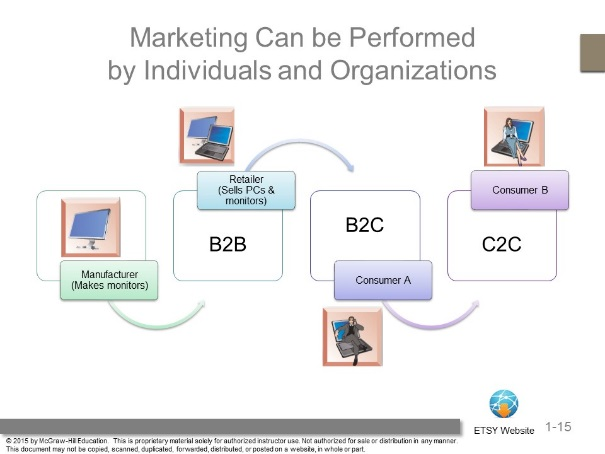 Marketing Can be Performed
by Individuals and Organizations
Retailer
(Sells PCs &
monitors)
Consumer B
B2B
B2C
C2C
Manufacturer
(Makes monitors)
Consumer A
ETSY Website
1-15
© 2015 by McGraw-Hill Education. This is proprietary material solely for authorized instructor use. Not authorized for sale or distribution in any manner.
This document may not be copied, scanned, duplicated, forwarded, distributed, or posted on a website, in whole or part.